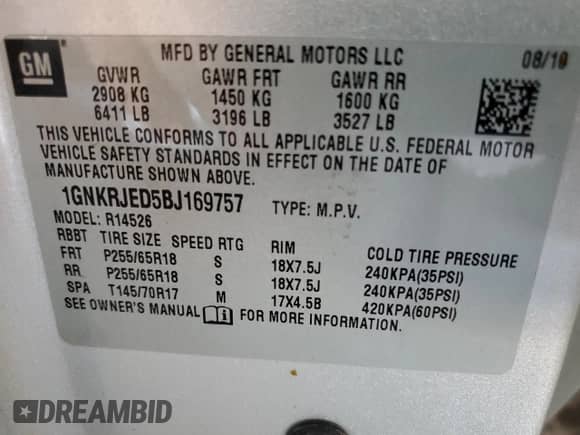 GM
MFD BY GENERAL MOTORS LLC 08/10
GVWR GAWR FRT GAWR RR
2908 KG 1450 KG 1600 KG
6411 LB 3196 LB 3527 LB
THIS VEHICLE CONFORMS TO ALL APPLICABLE U.S. FEDERAL MOTOR
VEHICLE SAFETY STANDARDS IN EFFECT ON THE DATE OF
MANUFACTURE SHOWN ABOVE.
1GNKRJED5BJ169757 TYPE: M.P.V.
MODEL: R14526
RBBT TIRE SIZE SPEED RTG RIM COLD TIRE PRESSURE
FRT P255/65R18 S 18X7.5J 240KPA(35PSI)
RR P255/65R18 S 18X7.5J 240KPA(35PSI)
SPA T145/70R17 M 17X4.5B 420KPA(60PSI)
SEE OWNER'S MANUAL FOR MORE INFORMATION.
DREAMBID